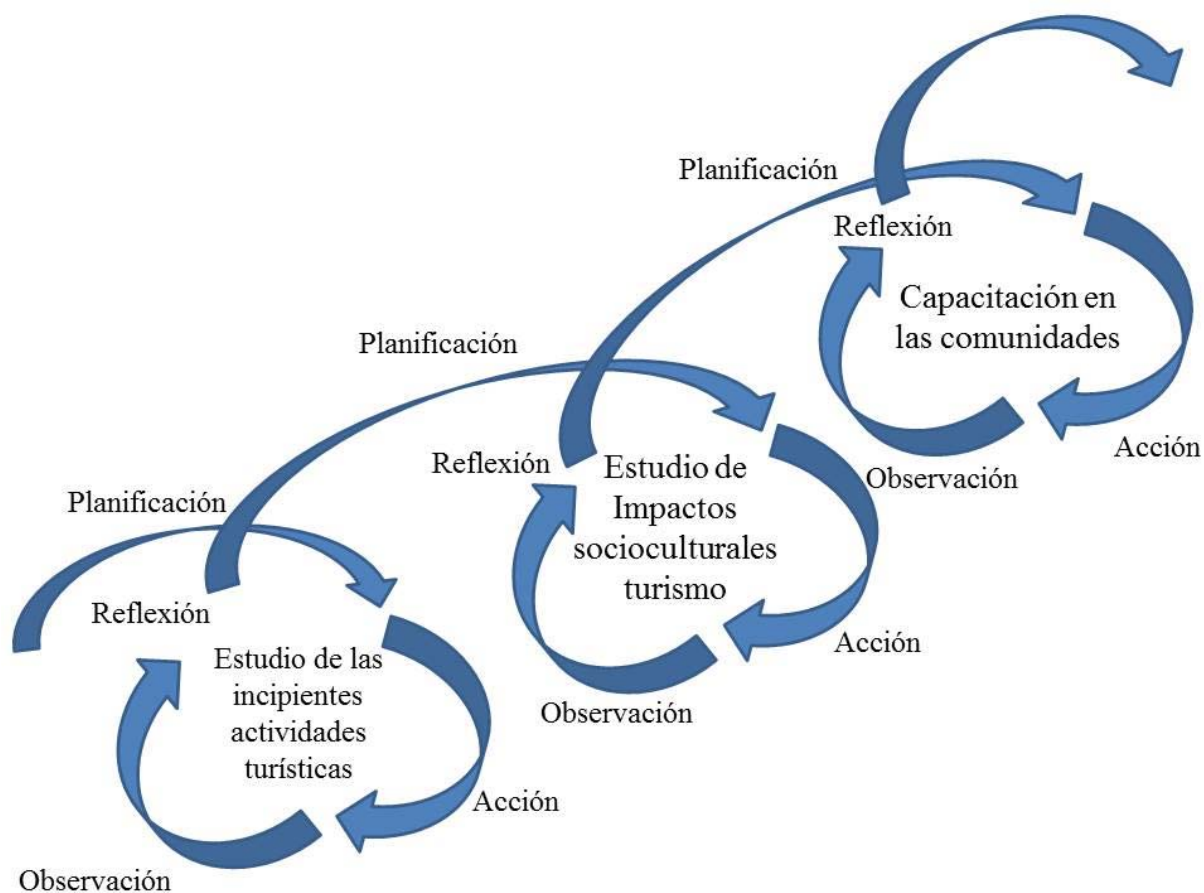 Planificación
Reflexión
Capacitación en
las comunidades
Acción
Observación
Planificación
Reflexión
Estudio de
Impactos
socioculturales
turismo
Acción
Observación
Planificación
Reflexión
Estudio de las
incipientes
actividades
turísticas
Acción
Observación